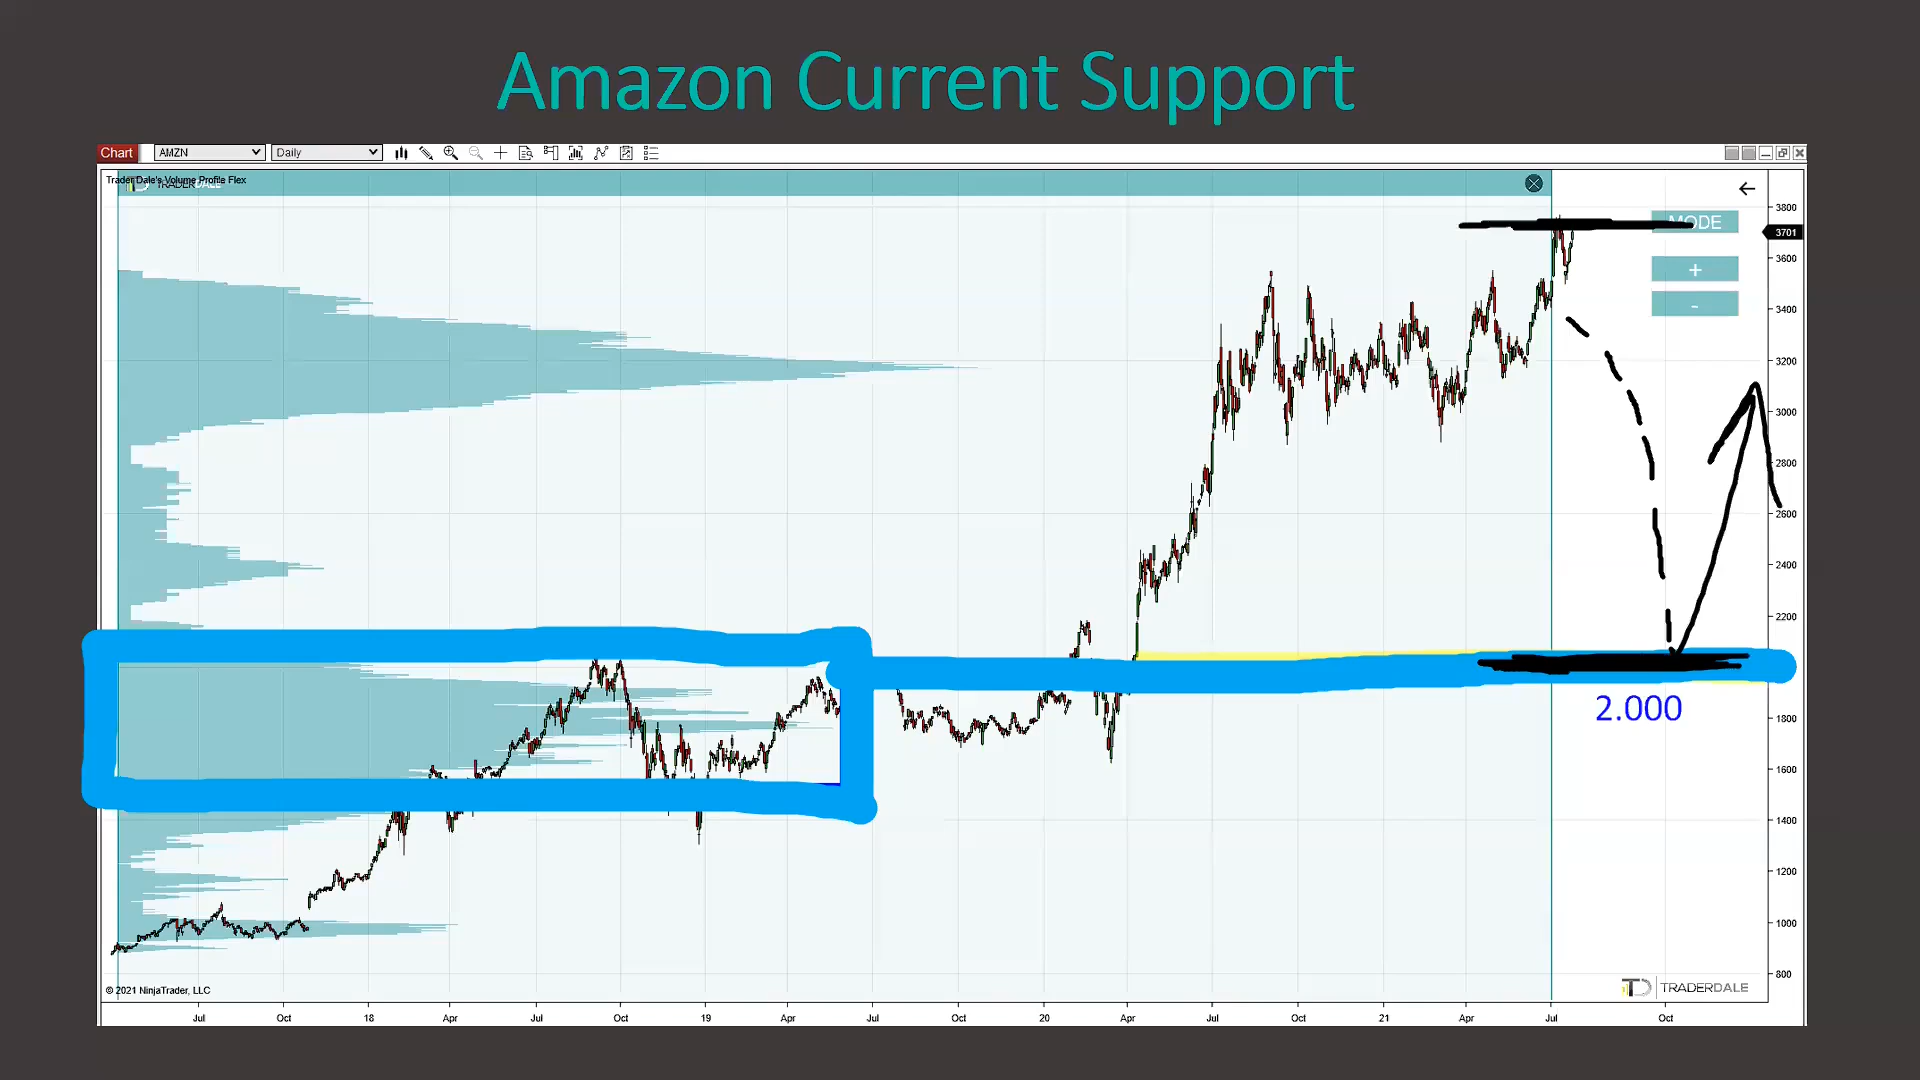 Amazon Current Support
Chart AMZN Daily
TraderDale's Volume Profile Flex
TRADERDALE
MODE
+
-
3800
3701
3600
3400
3200
3000
2800
2600
2400
2200
2.000
1800
1600
1400
1200
1000
800
© 2021 NinjaTrader, LLC
TRADERDALE
Jul Oct 18 Apr Jul Oct 19 Apr Jul Oct 20 Apr Jul Oct 21 Apr Jul Oct